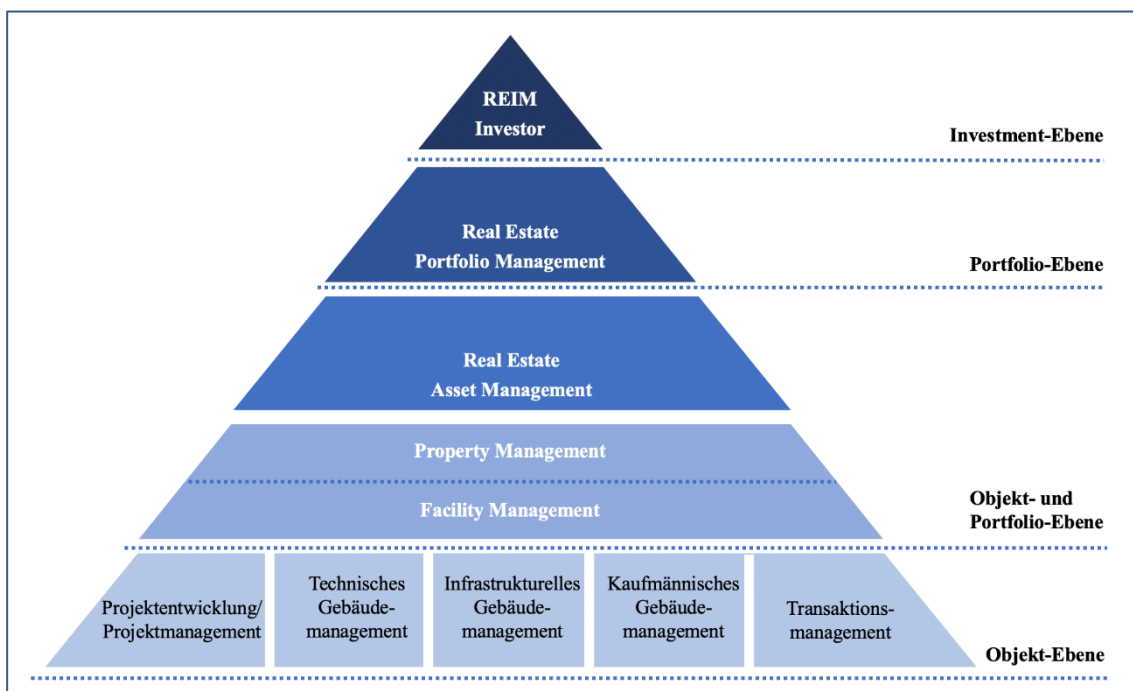 REIM
Investor
Investment-Ebene
Real Estate
Portfolio Management
Portfolio-Ebene
Real Estate
Asset Management
Property Management
Facility Management
Objekt- und
Portfolio-Ebene
Projektentwicklung/
Projektmanagement
Technisches
Gebäude-
management
Infrastrukturelles
Gebäude-
management
Kaufmännisches
Gebäude-
management
Transaktions-
management
Objekt-Ebene